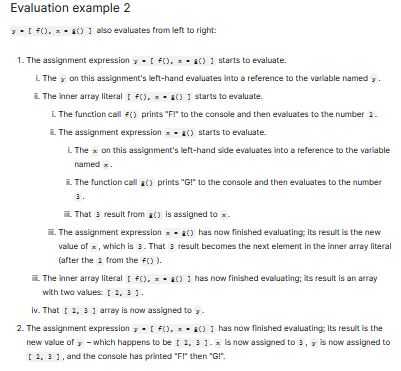 Evaluation example 2
y = [ f(), x = g() ] also evaluates from left to right:
1. The assignment expression y = [ f(), x = g() ] starts to evaluate.
i. The y on this assignment's left-hand evaluates into a reference to the variable named y.
ii. The inner array literal [ f(), x = g() ] starts to evaluate.
i. The function call f() prints "F!" to the console and then evaluates to the number 2.
ii. The assignment expression x = g() starts to evaluate.
i. The x on this assignment's left-hand side evaluates into a reference to the variable
named x.
ii. The function call g() prints "G!" to the console and then evaluates to the number
3.
iii. That 3 result from g() is assigned to x.
iii. The assignment expression x = g() has now finished evaluating; its result is the new
value of x, which is 3. That 3 result becomes the next element in the inner array literal
(after the 2 from the f()).
iii. The inner array literal [ f(), x = g() ] has now finished evaluating; its result is an array
with two values: [ 2, 3 ].
iv. That [ 2, 3 ] array is now assigned to y.
2. The assignment expression y = [ f(), x = g() ] has now finished evaluating; its result is the
new value of y – which happens to be [ 2, 3 ]. x is now assigned to 3, y is now assigned to
[ 2, 3 ], and the console has printed "F!" then "G!".